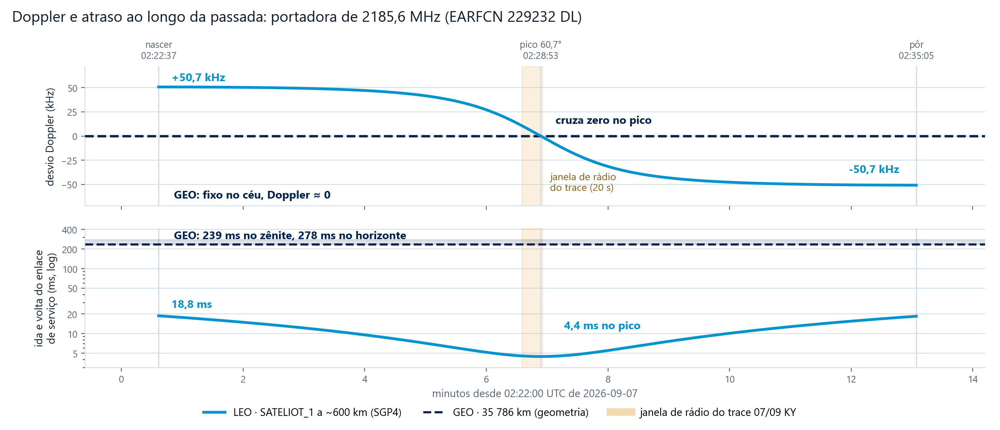 Doppler e atraso ao longo da passada: portadora de 2185,6 MHz (EARFCN 229232 DL)
nascer
02:22:37
pico 60,7°
02:28:53
pôr
02:35:05
desvio Doppler (kHz)
50
25
0
−25
−50
+50,7 kHz
cruza zero no pico
-50,7 kHz
janela de rádio
do trace (20 s)
GEO: fixo no céu, Doppler ≈ 0
ida e volta do enlace
de serviço (ms, log)
400
200
100
50
20
10
5
GEO: 239 ms no zênite, 278 ms no horizonte
18,8 ms
4,4 ms no pico
0
2
4
6
8
10
12
14
minutos desde 02:22:00 UTC de 2026-09-07
LEO · SATELIOT_1 a ~600 km (SGP4)
GEO · 35 786 km (geometria)
janela de rádio do trace 07/09 KY